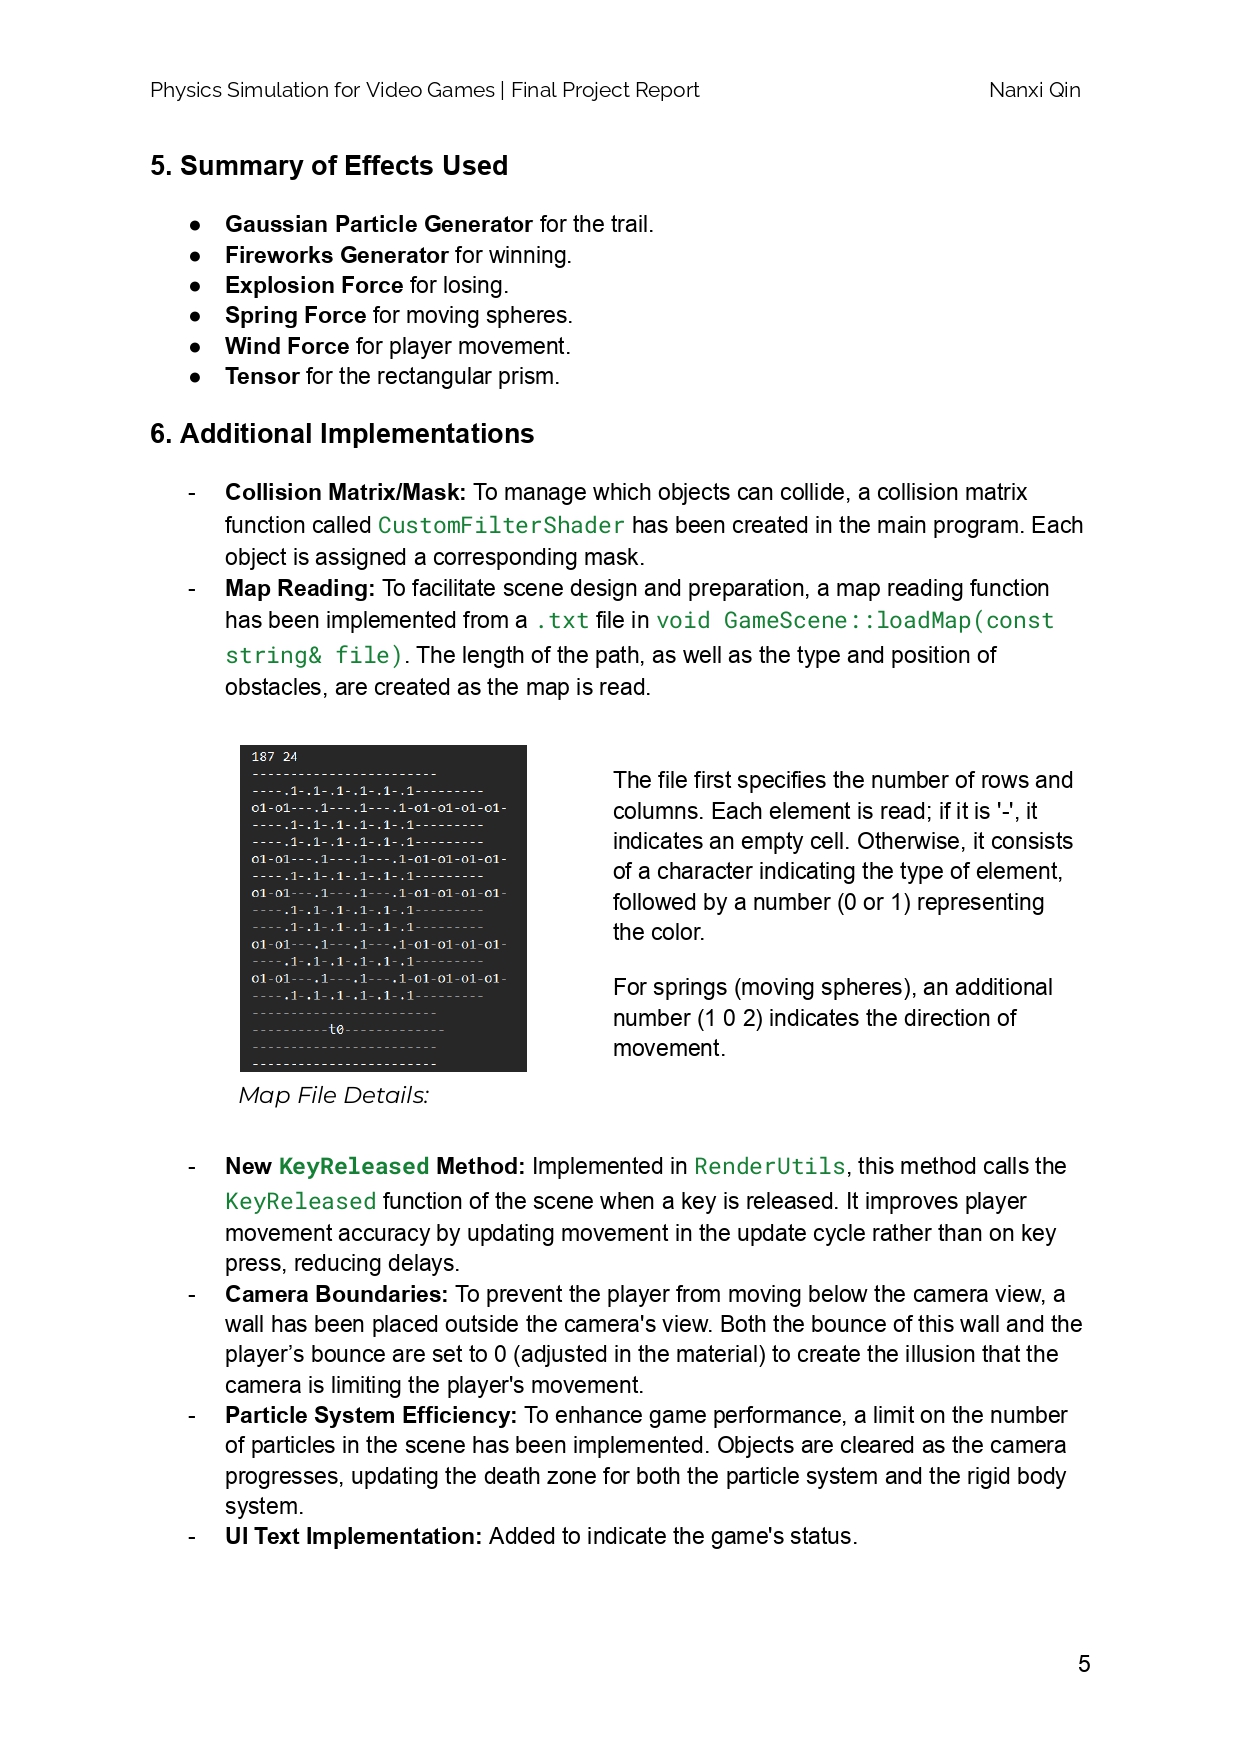 Physics Simulation for Video Games | Final Project Report Nanxi Qin
5. Summary of Effects Used
● Gaussian Particle Generator for the trail.
● Fireworks Generator for winning.
● Explosion Force for losing.
● Spring Force for moving spheres.
● Wind Force for player movement.
● Tensor for the rectangular prism.
6. Additional Implementations
- Collision Matrix/Mask: To manage which objects can collide, a collision matrix
function called CustomFilterShader has been created in the main program. Each
object is assigned a corresponding mask.
- Map Reading: To facilitate scene design and preparation, a map reading function
has been implemented from a .txt file in void GameScene::loadMap(const
string& file). The length of the path, as well as the type and position of
obstacles, are created as the map is read.
187 24
------------------------
----.1-.1-.1-.1-.1-.1---------
o1-o1---.1---.1---.1-o1-o1-o1-o1-
----.1-.1-.1-.1-.1-.1---------
----.1-.1-.1-.1-.1-.1---------
o1-o1---.1---.1---.1-o1-o1-o1-o1-
----.1-.1-.1-.1-.1-.1---------
o1-o1---.1---.1---.1-o1-o1-o1-o1-
----.1-.1-.1-.1-.1-.1---------
----.1-.1-.1-.1-.1-.1---------
o1-o1---.1---.1---.1-o1-o1-o1-o1-
----.1-.1-.1-.1-.1-.1---------
o1-o1---.1---.1---.1-o1-o1-o1-o1-
----.1-.1-.1-.1-.1-.1---------
------------------------
----------t0-------------
------------------------
------------------------
Map File Details:
The file first specifies the number of rows and
columns. Each element is read; if it is '-', it
indicates an empty cell. Otherwise, it consists
of a character indicating the type of element,
followed by a number (0 or 1) representing
the color.
For springs (moving spheres), an additional
number (1 0 2) indicates the direction of
movement.
- New KeyReleased Method: Implemented in RenderUtils, this method calls the
KeyReleased function of the scene when a key is released. It improves player
movement accuracy by updating movement in the update cycle rather than on key
press, reducing delays.
- Camera Boundaries: To prevent the player from moving below the camera view, a
wall has been placed outside the camera's view. Both the bounce of this wall and the
player’s bounce are set to 0 (adjusted in the material) to create the illusion that the
camera is limiting the player's movement.
- Particle System Efficiency: To enhance game performance, a limit on the number
of particles in the scene has been implemented. Objects are cleared as the camera
progresses, updating the death zone for both the particle system and the rigid body
system.
- UI Text Implementation: Added to indicate the game's status.
5